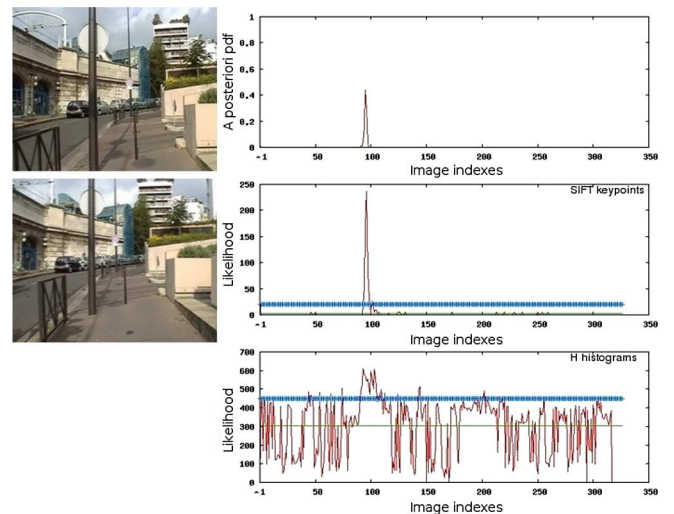 A posteriori pdf
1
0.8
0.6
0.4
0.2
0
-1 50 100 150 200 250 300 350
Image indexes
SIFT keypoints
Likelihood
250
200
150
100
50
0
-1 50 100 150 200 250 300 350
Image indexes
H histograms
Likelihood
700
600
500
400
300
200
100
0
-1 50 100 150 200 250 300 350
Image indexes